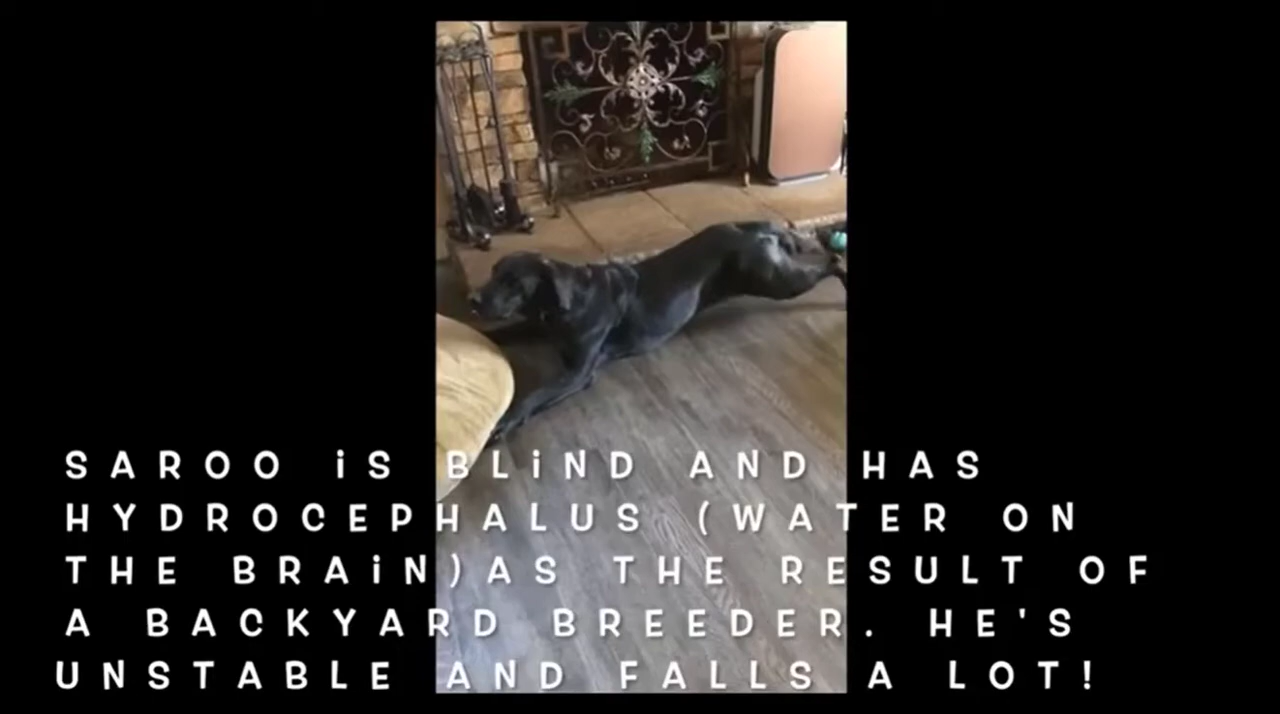 SAROO iS BLiND AND HAS
HYDROCEPHALUS (WATER ON
THE BRAiN)AS THE RESULT OF
A BACKYARD BREEDER. HE'S
UNSTABLE AND FALLS A LOT!